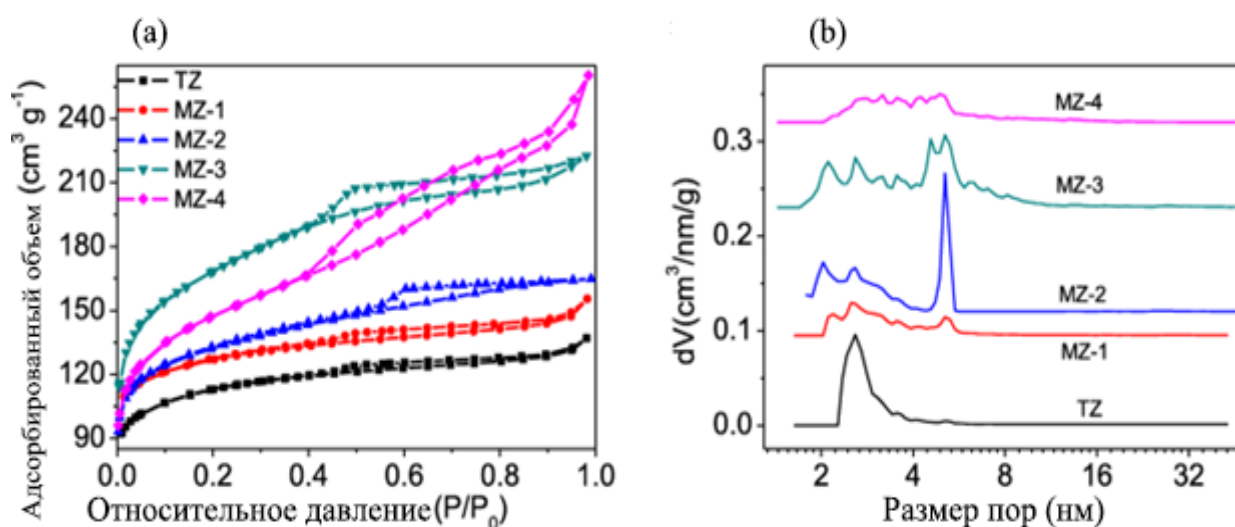 (a)
Адсорбированный объем (cm³ g⁻¹)
240
210
180
150
120
90
TZ
MZ-1
MZ-2
MZ-3
MZ-4
0.0 0.2 0.4 0.6 0.8 1.0
Относительное давление (P/P₀)
(b)
dV(cm³/nm/g)
0.3
0.2
0.1
0.0
MZ-4
MZ-3
MZ-2
MZ-1
TZ
2 4 8 16 32
Размер пор (нм)